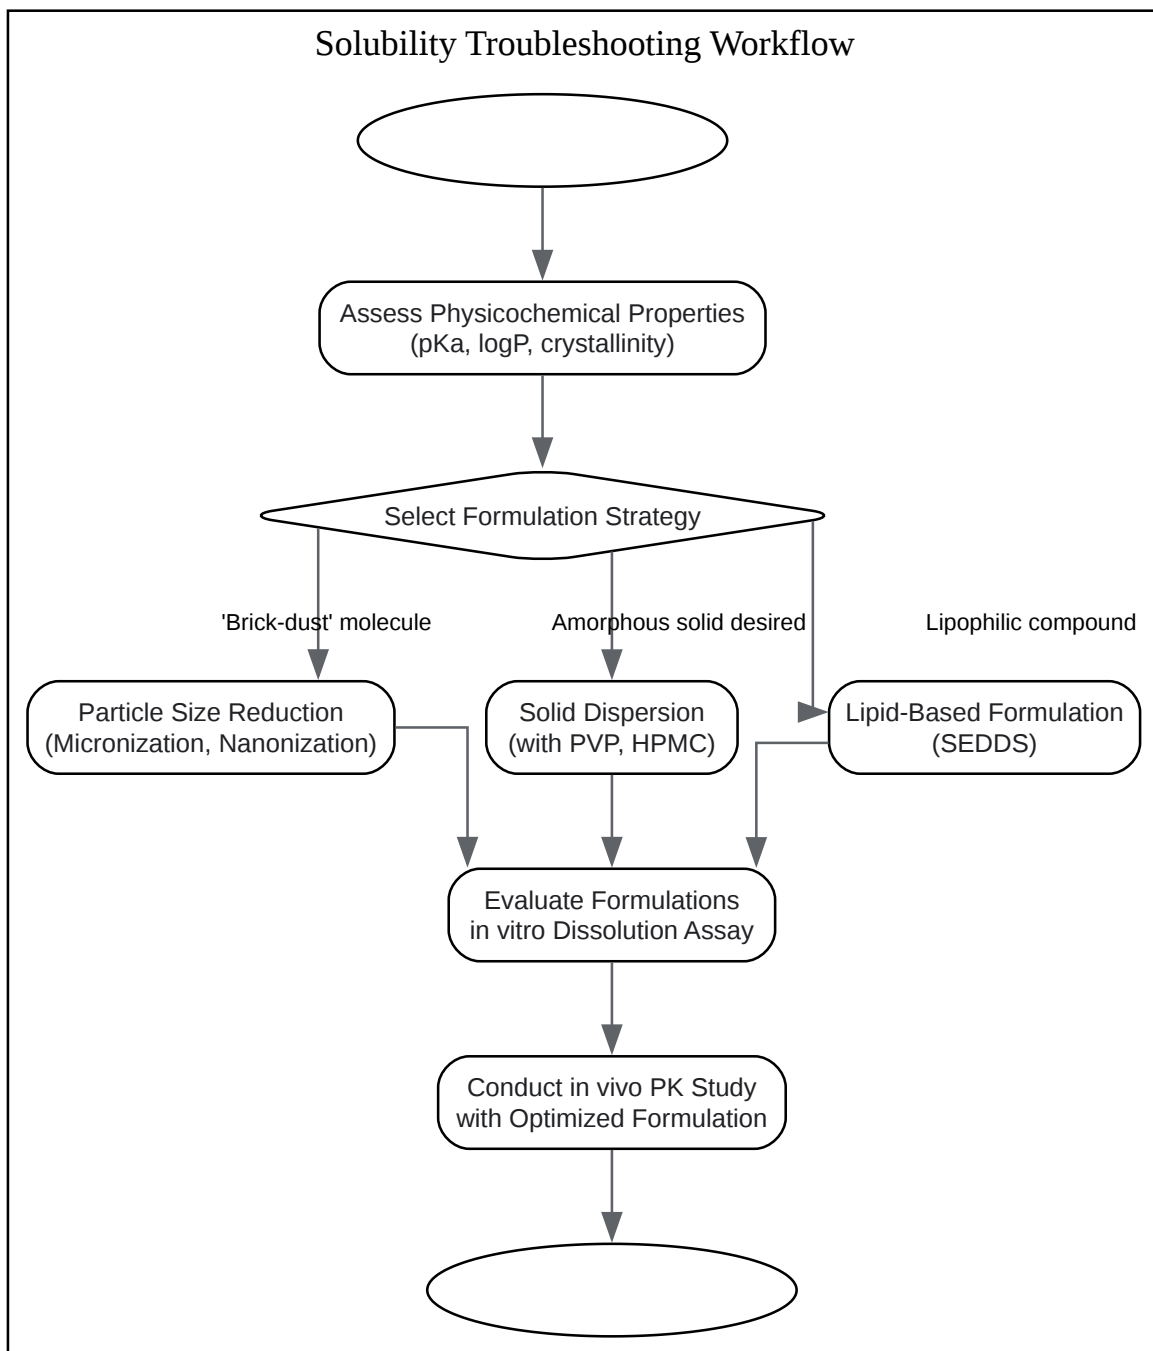 Solubility Troubleshooting Workflow
Assess Physicochemical Properties
(pKa, logP, crystallinity)
Select Formulation Strategy
'Brick-dust' molecule
Amorphous solid desired
Lipophilic compound
Particle Size Reduction
(Micronization, Nanonization)
Solid Dispersion
(with PVP, HPMC)
Lipid-Based Formulation
(SEDDS)
Evaluate Formulations
in vitro Dissolution Assay
Conduct in vivo PK Study
with Optimized Formulation